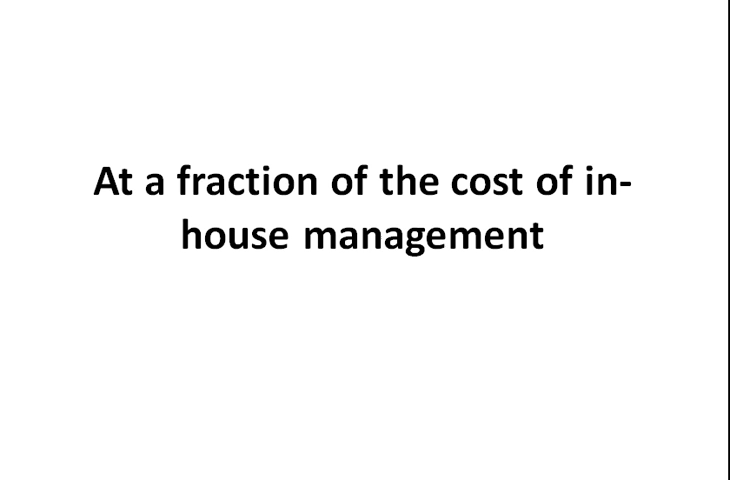 At a fraction of the cost of in-
house management